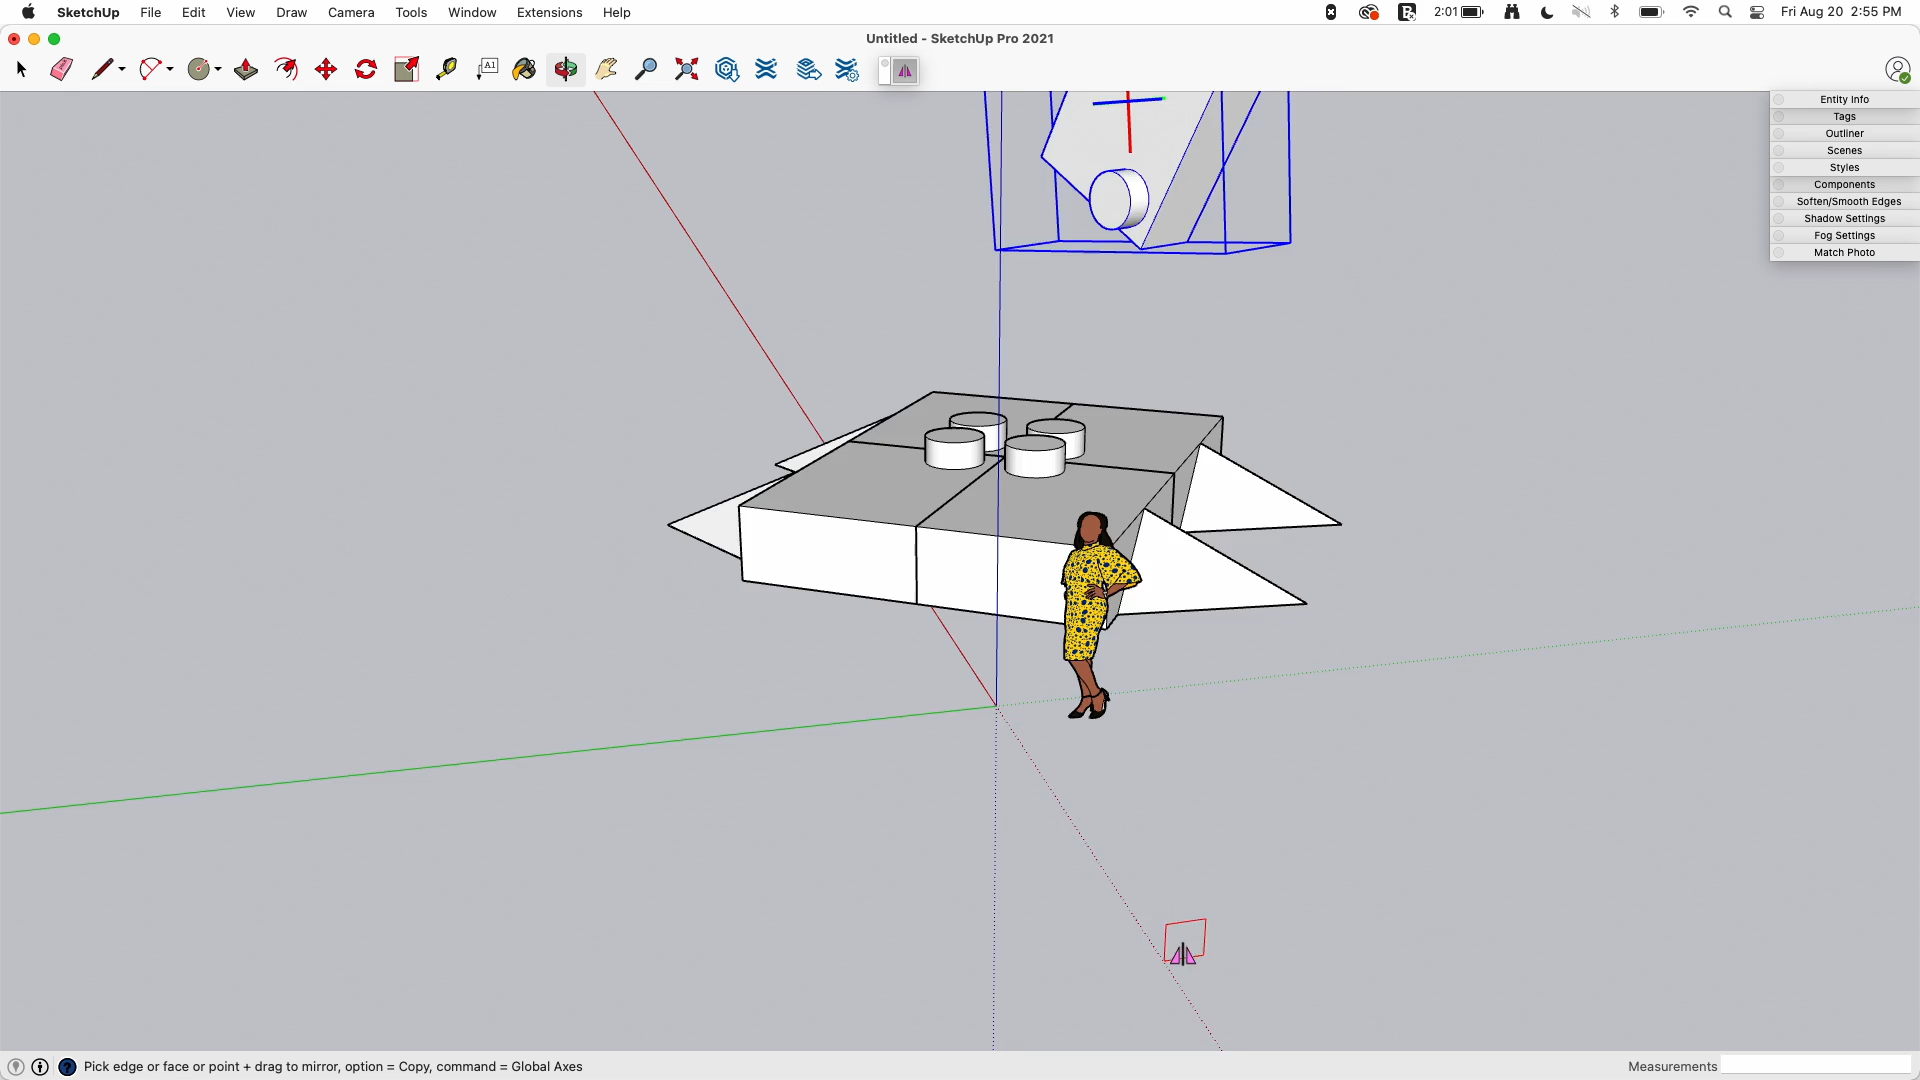 SketchUp File Edit View Draw Camera Tools Window Extensions Help 2:01 Fri Aug 20 2:55 PM
Untitled - SketchUp Pro 2021
A1
Entity Info
Tags
Outliner
Scenes
Styles
Components
Soften/Smooth Edges
Shadow Settings
Fog Settings
Match Photo
Pick edge or face or point + drag to mirror, option = Copy, command = Global Axes
Measurements